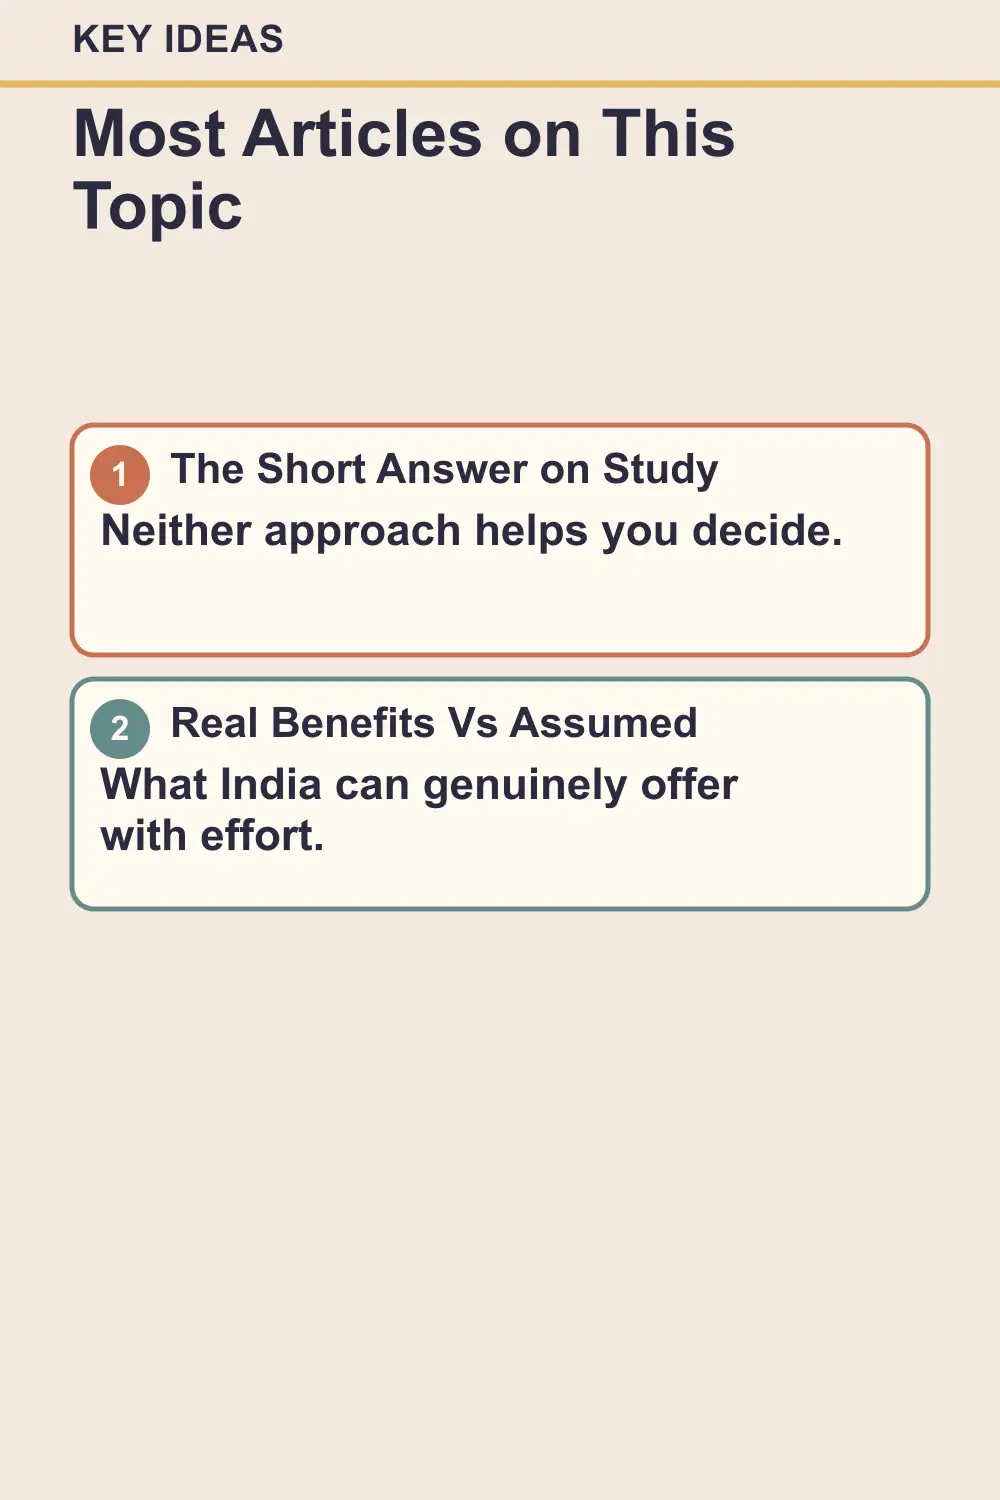 KEY IDEAS
Most Articles on This
Topic
1
The Short Answer on Study
Neither approach helps you decide.
2
Real Benefits Vs Assumed
What India can genuinely offer
with effort.